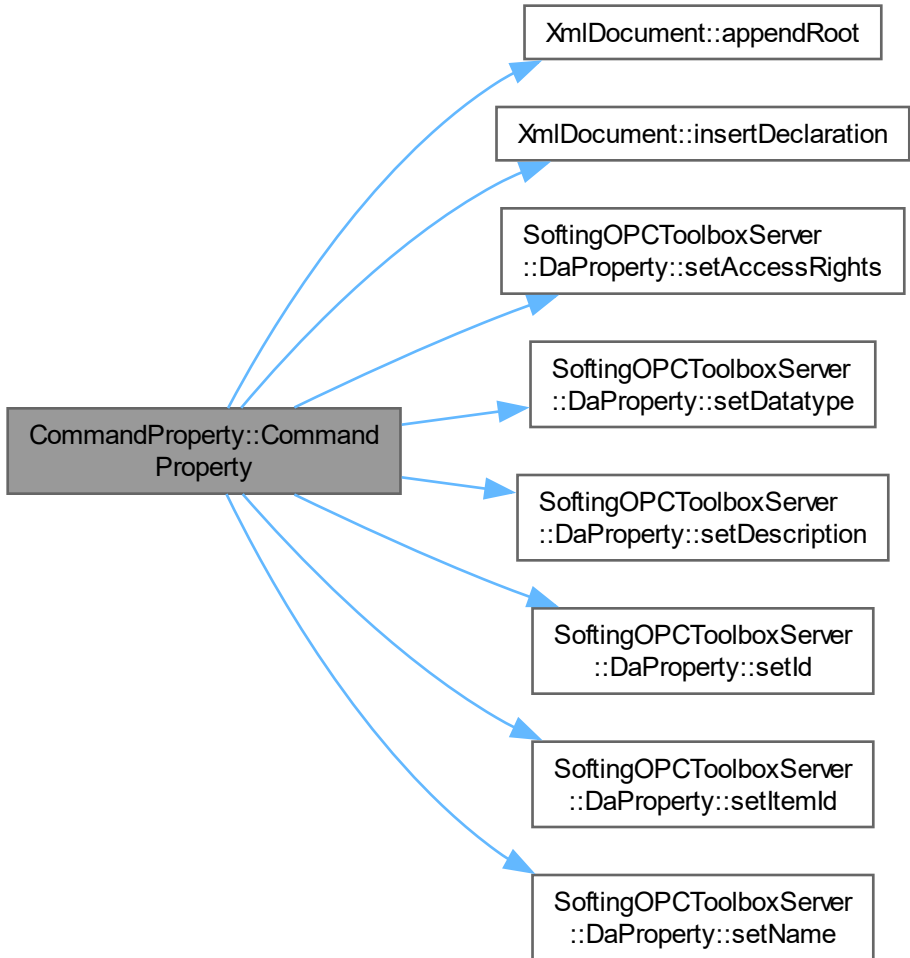 XmlDocument::appendRoot
XmlDocument::insertDeclaration
SoftingOPCToolboxServer
::DaProperty::setAccessRights
SoftingOPCToolboxServer
::DaProperty::setDatatype
CommandProperty::Command
Property
SoftingOPCToolboxServer
::DaProperty::setDescription
SoftingOPCToolboxServer
::DaProperty::setId
SoftingOPCToolboxServer
::DaProperty::setItemId
SoftingOPCToolboxServer
::DaProperty::setName